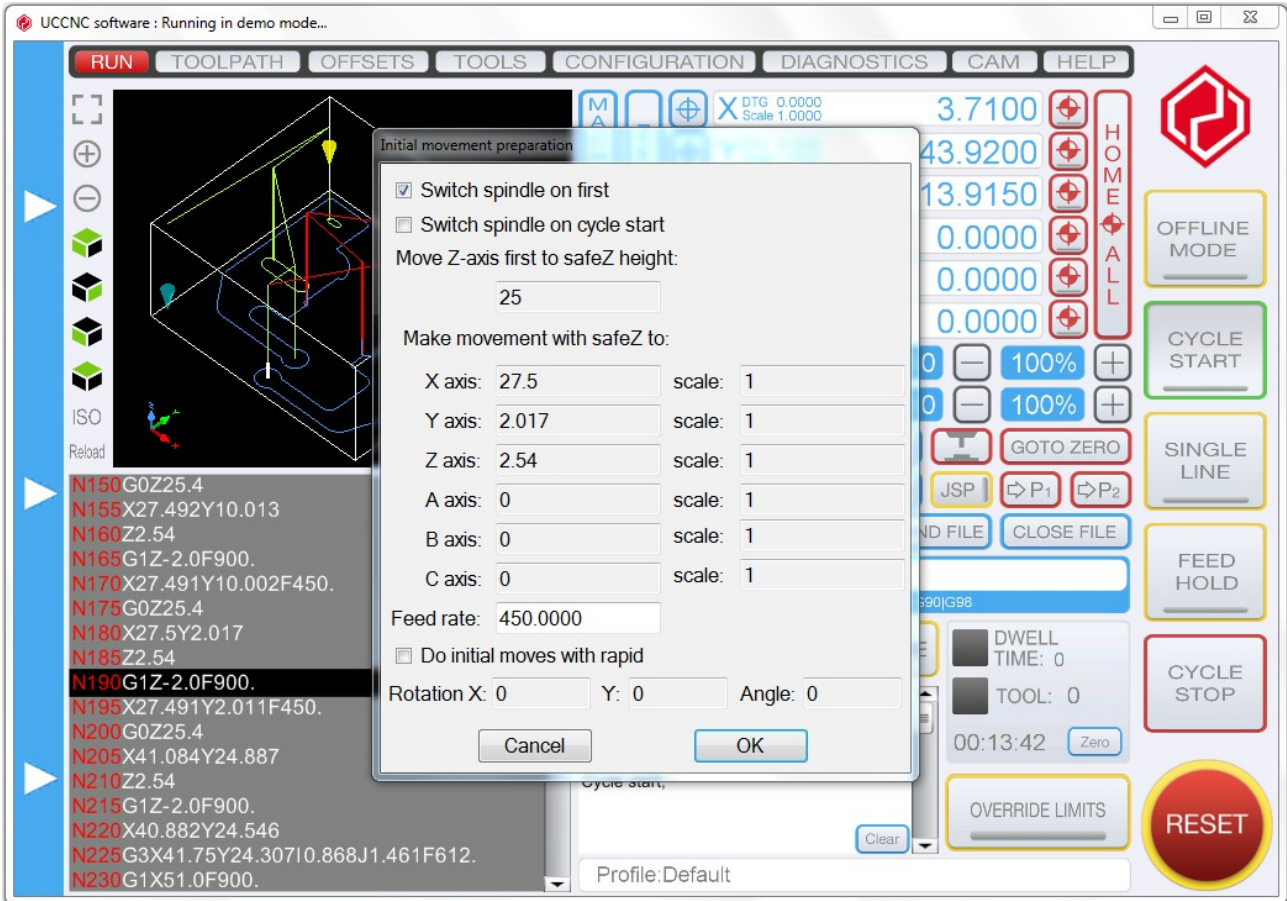 UCCNC software : Running in demo mode...
RUN TOOLPATH OFFSETS TOOLS CONFIGURATION DIAGNOSTICS CAM HELP
X DTG 0.0000 3.7100
Scale 1.0000
43.9200
13.9150
0.0000
0.0000
0.0000
HOME ALL
100%
100%
GOTO ZERO
JSP P1 P2
ND FILE CLOSE FILE
G90|G98
ISO
Reload
Initial movement preparation
Switch spindle on first
Switch spindle on cycle start
Move Z-axis first to safeZ height:
25
Make movement with safeZ to:
X axis: 27.5 scale: 1
Y axis: 2.017 scale: 1
Z axis: 2.54 scale: 1
A axis: 0 scale: 1
B axis: 0 scale: 1
C axis: 0 scale: 1
Feed rate: 450.0000
Do initial moves with rapid
Rotation X: 0 Y: 0 Angle: 0
Cancel OK
N150G0Z25.4
N155X27.492Y10.013
N160Z2.54
N165G1Z-2.0F900.
N170X27.491Y10.002F450.
N175G0Z25.4
N180X27.5Y2.017
N185Z2.54
N190G1Z-2.0F900.
N195X27.491Y2.011F450.
N200G0Z25.4
N205X41.084Y24.887
N210Z2.54
N215G1Z-2.0F900.
N220X40.882Y24.546
N225G3X41.75Y24.307I0.868J1.461F612.
N230G1X51.0F900.
DWELL
TIME: 0
TOOL: 0
00:13:42 Zero
Cycle start;
Clear
OVERRIDE LIMITS
Profile:Default
OFFLINE
MODE
CYCLE
START
SINGLE
LINE
FEED
HOLD
CYCLE
STOP
RESET